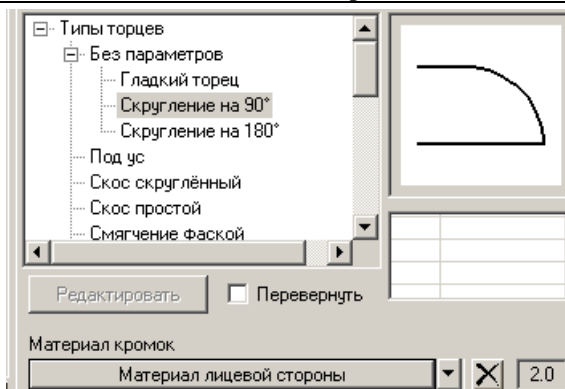 Типы торцев
Без параметров
Гладкий торец
Скругление на 90°
Скругление на 180°
Под ус
Скос скруглённый
Скос простой
Смягчение фаской
Редактировать
Перевернуть
Материал кромок
Материал лицевой стороны
2.0